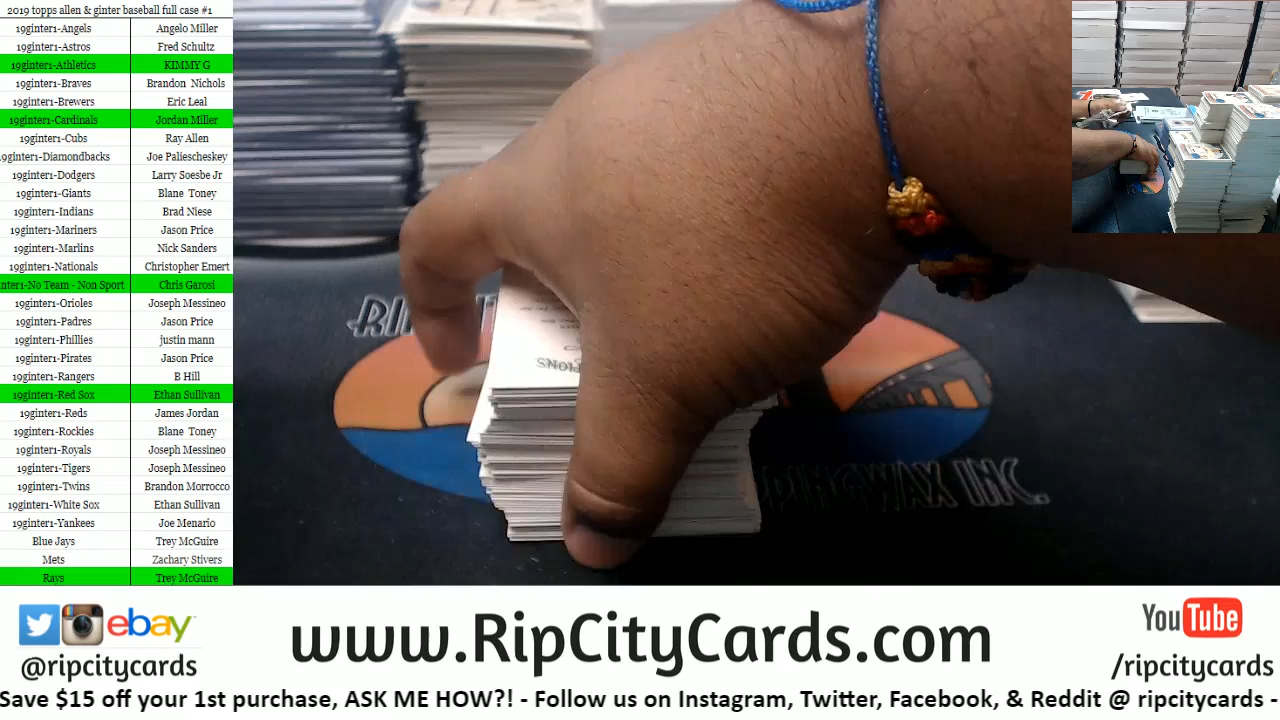 2019 topps allen & ginter baseball full case #1
19ginter1-Angels Angelo Miller
19ginter1-Astros Fred Schultz
19ginter1-Athletics KIMMY G
19ginter1-Braves Brandon Nichols
19ginter1-Brewers Eric Leal
19ginter1-Cardinals Jordan Miller
19ginter1-Cubs Ray Allen
19ginter1-Diamondbacks Joe Paliescheskey
19ginter1-Dodgers Larry Soesbe Jr
19ginter1-Giants Blane Toney
19ginter1-Indians Brad Niese
19ginter1-Mariners Jason Price
19ginter1-Marlins Nick Sanders
19ginter1-Nationals Christopher Emert
nter1-No Team - Non Sport Chris Garosi
19ginter1-Orioles Joseph Messineo
19ginter1-Padres Jason Price
19ginter1-Phillies justin mann
19ginter1-Pirates Jason Price
19ginter1-Rangers B Hill
19ginter1-Red Sox Ethan Sullivan
19ginter1-Reds James Jordan
19ginter1-Rockies Blane Toney
19ginter1-Royals Joseph Messineo
19ginter1-Tigers Joseph Messineo
19ginter1-Twins Brandon Morrocco
19ginter1-White Sox Ethan Sullivan
19ginter1-Yankees Joe Menario
Blue Jays Trey McGuire
Mets Zachary Stivers
Rays Trey McGuire
RI
PING WAX INC.
ebay
@ripcitycards
www.RipCityCards.com
YouTube
/ripcitycards
Save $15 off your 1st purchase, ASK ME HOW?! - Follow us on Instagram, Twitter, Facebook, & Reddit @ ripcitycards -